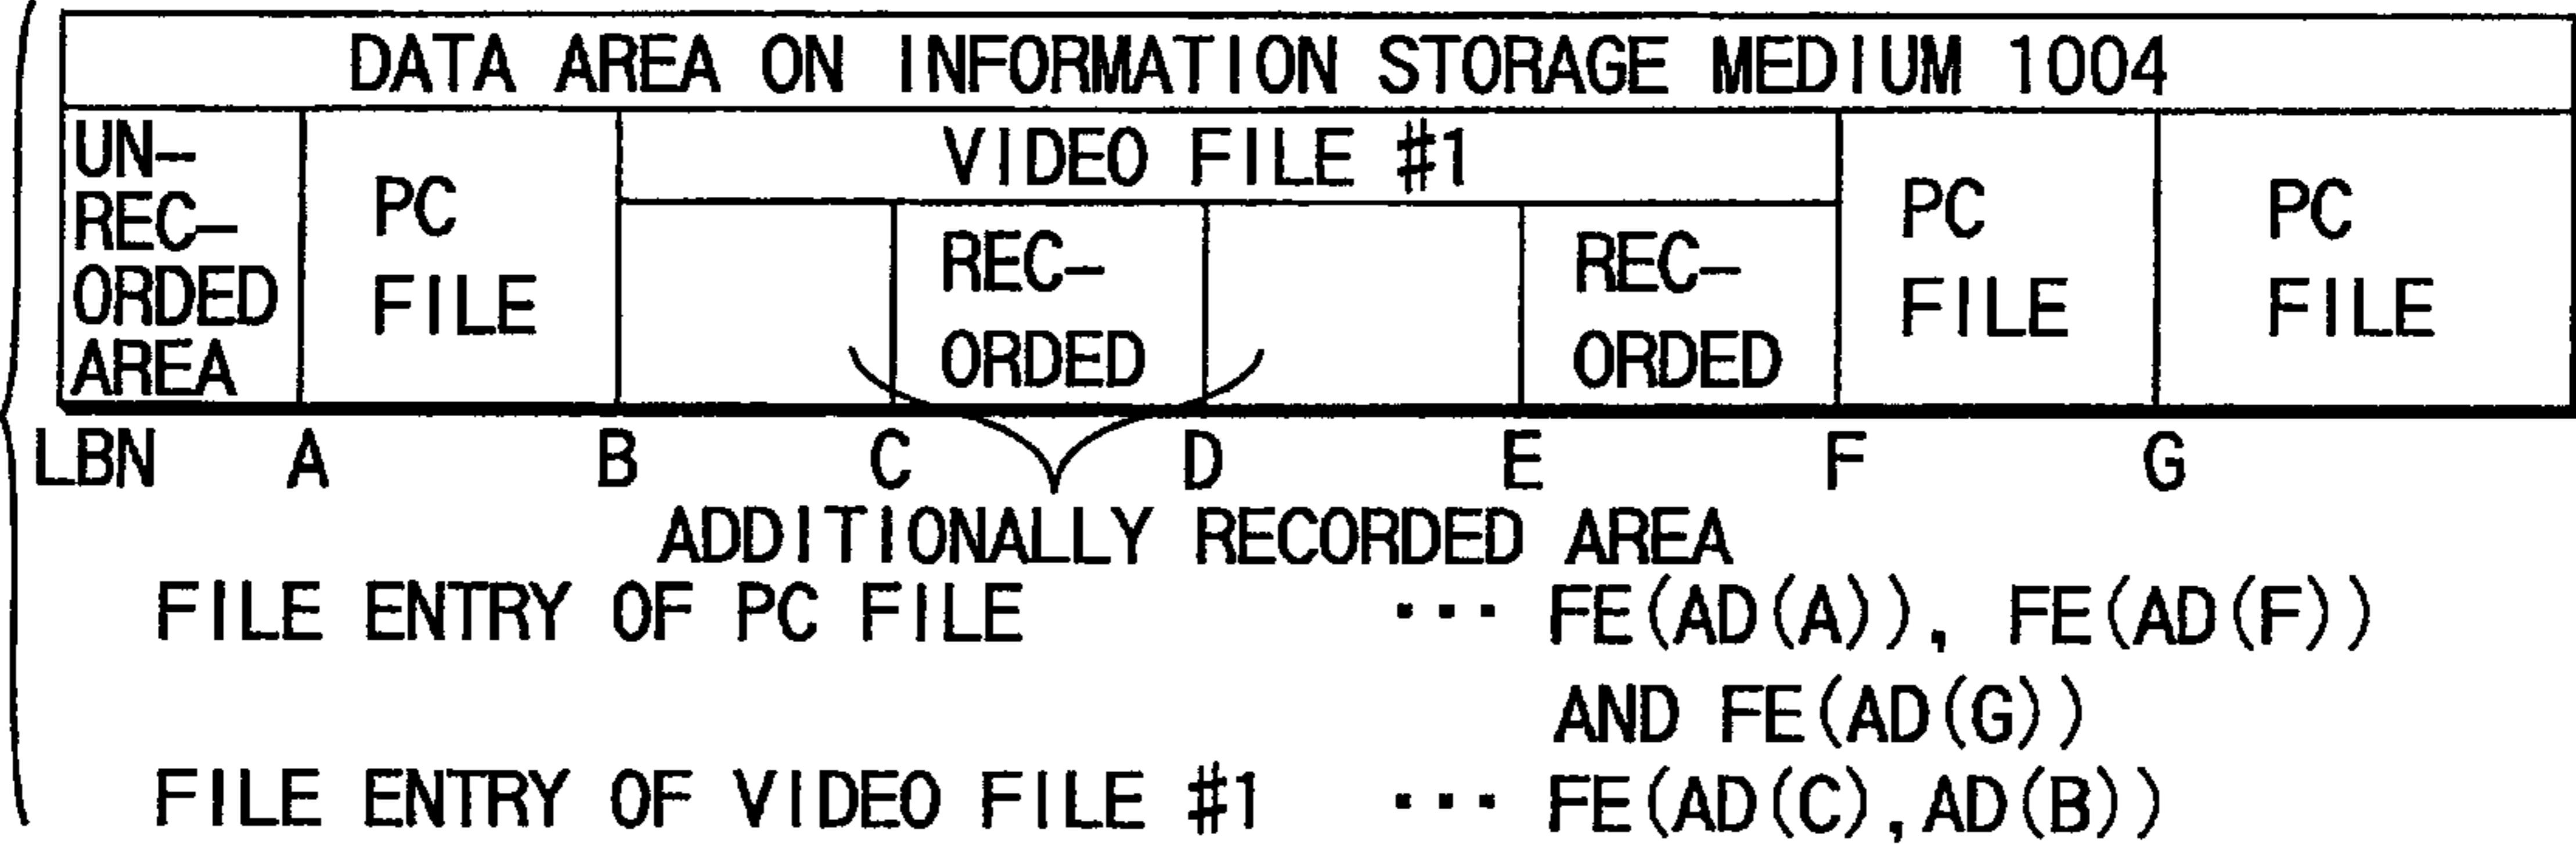 DATA AREA ON INFORMATION STORAGE MEDIUM 1004
UN-
REC-
ORDED
AREA
PC
FILE
VIDEO FILE #1
REC-
ORDED
REC-
ORDED
PC
FILE
PC
FILE
LBN A B C D E F G
ADDITIONALLY RECORDED AREA
FILE ENTRY OF PC FILE ··· FE(AD(A)), FE(AD(F))
AND FE(AD(G))
FILE ENTRY OF VIDEO FILE #1 ··· FE(AD(C),AD(B))